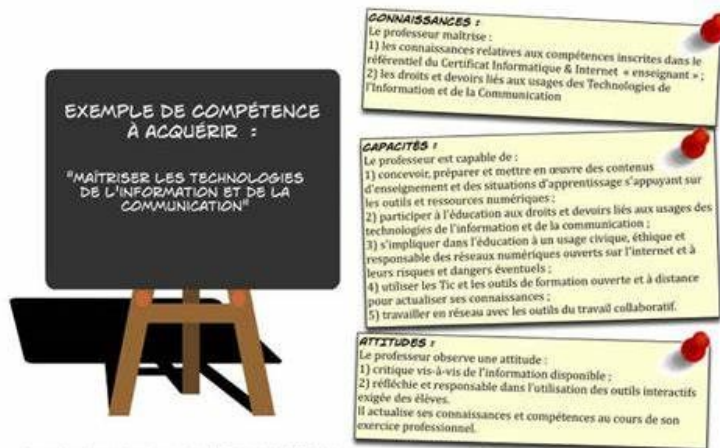 EXEMPLE DE COMPÉTENCE
À ACQUÉRIR :
"MAÎTRISER LES TECHNOLOGIES
DE L'INFORMATION ET DE LA
COMMUNICATION"
CONNAISSANCES :
Le professeur maîtrise :
1) les connaissances relatives aux compétences inscrites dans le
référentiel du Certificat Informatique & Internet « enseignant » ;
2) les droits et devoirs liés aux usages des Technologies de
l'Information et de la Communication
CAPACITÉS :
Le professeur est capable de :
1) concevoir, préparer et mettre en œuvre des contenus
d'enseignement et des situations d'apprentissage s'appuyant sur
les outils et ressources numériques ;
2) participer à l'éducation aux droits et devoirs liés aux usages des
technologies de l'information et de la communication ;
3) s'impliquer dans l'éducation à un usage civique, éthique et
responsable des réseaux numériques ouverts sur l'internet et à
leurs risques et dangers éventuels ;
4) utiliser les Tic et les outils de formation ouverte et à distance
pour actualiser ses connaissances ;
5) travailler en réseau avec les outils du travail collaboratif.
ATTITUDES :
Le professeur observe une attitude :
1) critique vis-à-vis de l'information disponible ;
2) réfléchie et responsable dans l'utilisation des outils interactifs
exigée des élèves.
Il actualise ses connaissances et compétences au cours de son
exercice professionnel.